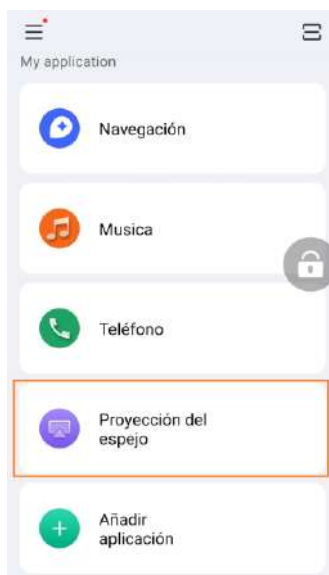 My application
Navegación
Musica
Teléfono
Proyección del
espejo
Añadir
aplicación